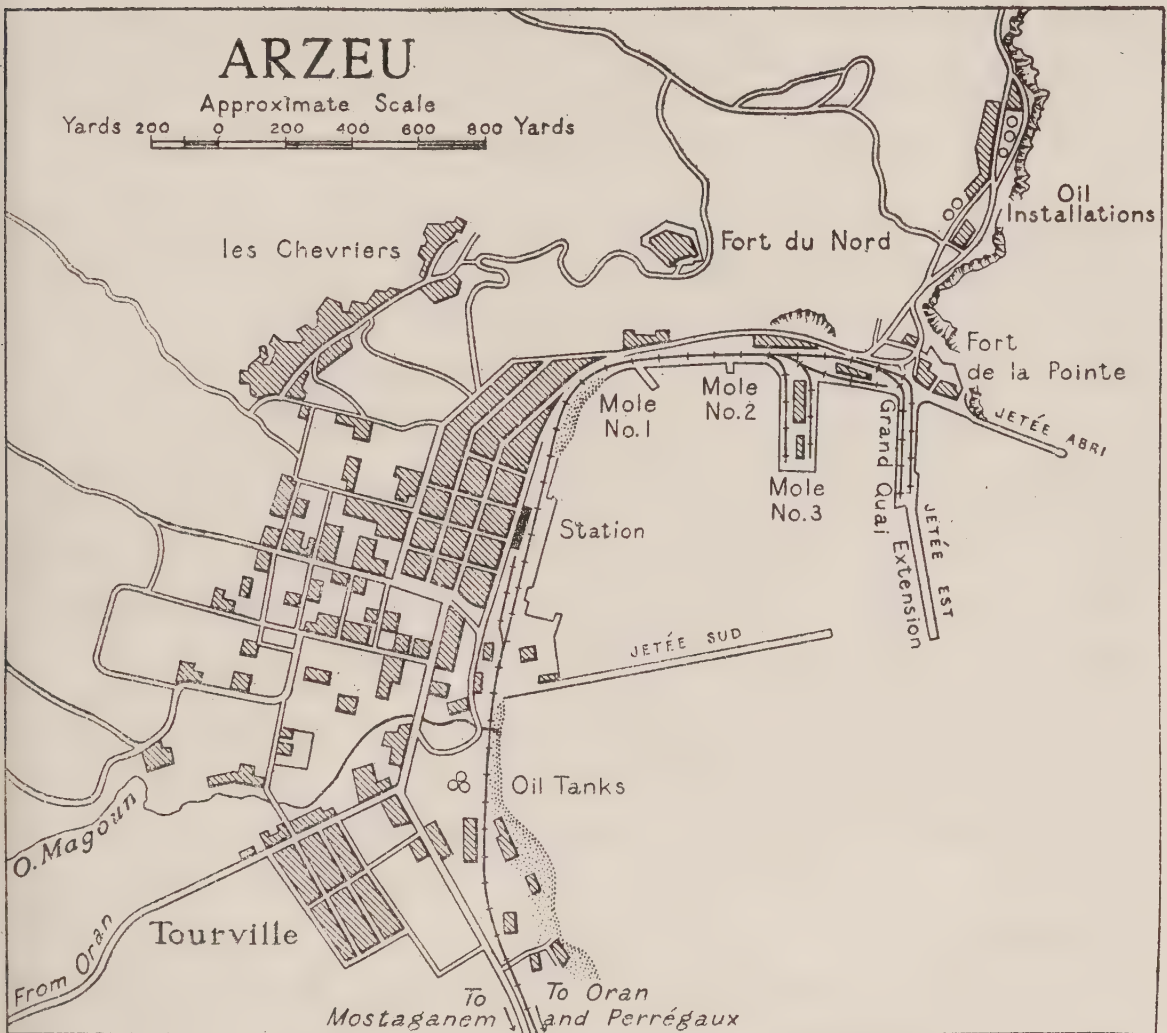 ARZEU
Approximate Scale
Yards 200 0 200 400 600 800 Yards
Oil
Installations
les Chevriers
Fort du Nord
Fort
de la Pointe
Mole
No.1
Mole
No.2
Mole
No.3
Grand Quai
Extension
JETÉE ABRI
JETÉE EST
Station
JETÉE SUD
Oil Tanks
O. Magoun
Tourville
From Oran
To
Mostaganem
To Oran
and Perrégaux